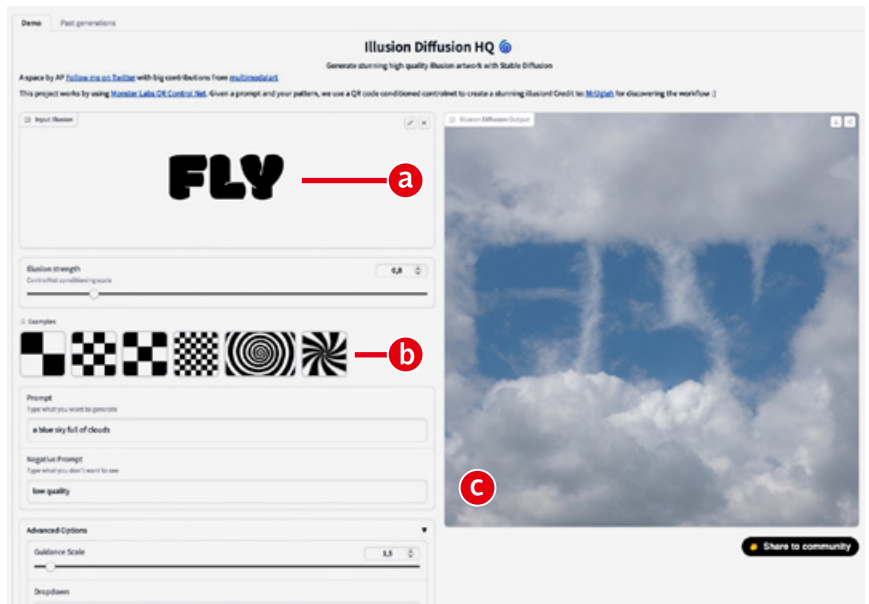 Demo
Past generations
Illusion Diffusion HQ
Generate stunning high quality illusion artwork with Stable Diffusion
A space by AP Follow me on Twitter with big contributions from multimodalart
This project works by using Monster Labs QR Control Net. Given a prompt and your pattern, we use a QR code conditioned controlnet to create a stunning illusion! Credit to: MrUgleh for discovering the workflow :)
Input Illusion
FLY
a
Illusion Diffusion Output
FLY
Illusion strength
0,8
ControlNet conditioning scale
Examples
b
Prompt
Type what you want to generate
a blue sky full of clouds
Negative Prompt
Type what you don't want to see
low quality
c
Advanced Options
Share to community
Guidance Scale
Dropdown